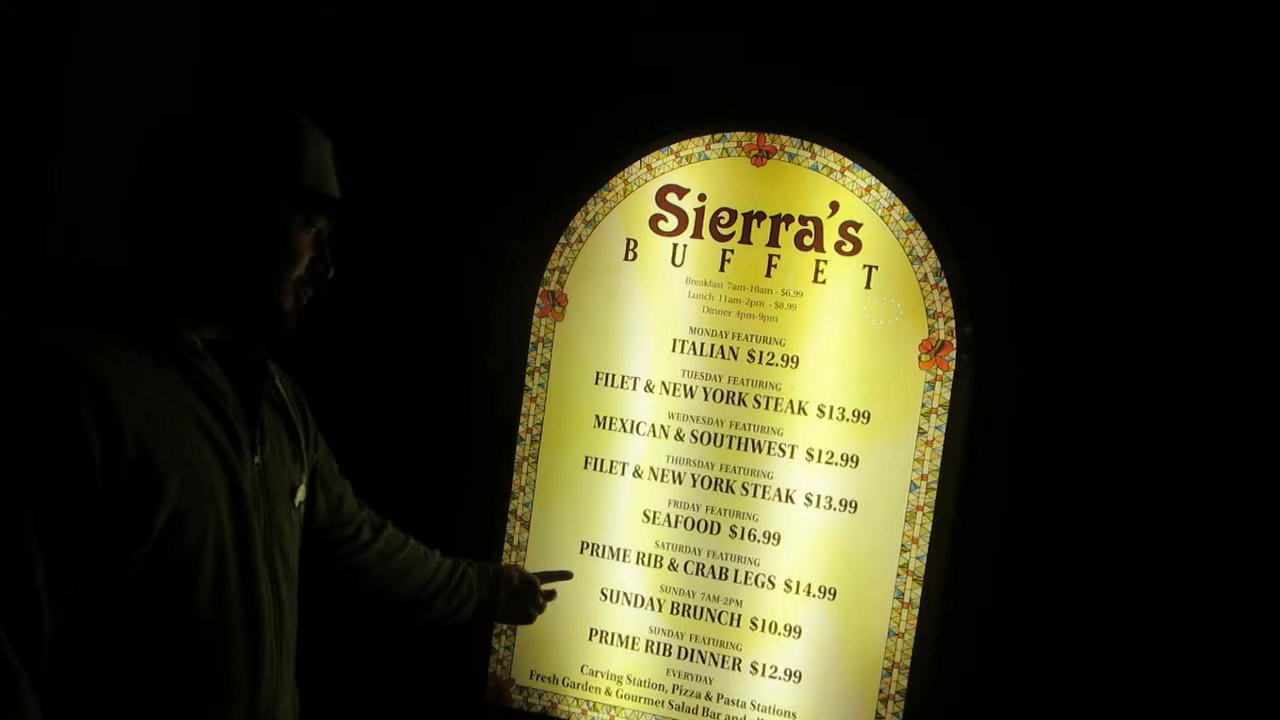 Sierra's
BUFFET
Breakfast 7am-10am - $6.99
Lunch 11am-2pm - $8.99
Dinner 4pm-9pm
MONDAY FEATURING
ITALIAN $12.99
TUESDAY FEATURING
FILET & NEW YORK STEAK $13.99
WEDNESDAY FEATURING
MEXICAN & SOUTHWEST $12.99
THURSDAY FEATURING
FILET & NEW YORK STEAK $13.99
FRIDAY FEATURING
SEAFOOD $16.99
SATURDAY FEATURING
PRIME RIB & CRAB LEGS $14.99
SUNDAY 7AM-2PM
SUNDAY BRUNCH $10.99
SUNDAY FEATURING
PRIME RIB DINNER $12.99
EVERYDAY
Carving Station, Pizza & Pasta Stations
Fresh Garden & Gourmet Salad Bar and